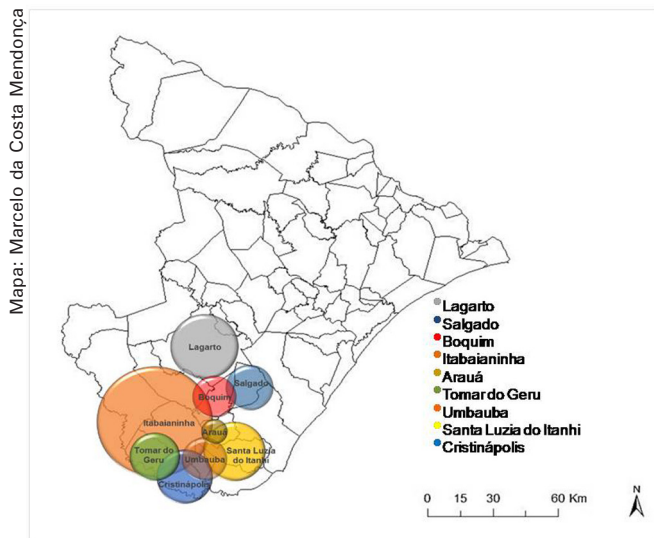 Mapa: Marcelo da Costa Mendonça
Lagarto
Salgado
Boquim
Itabaianinha
Arauá
Tomar do
Geru
Umbauba
Santa Luzia
do Itanhi
Cristinápolis
Lagarto
Salgado
Boquim
Itabaianinha
Arauá
Tomar do Geru
Umbauba
Santa Luzia do Itanhi
Cristinápolis
N
0 15 30 60 Km